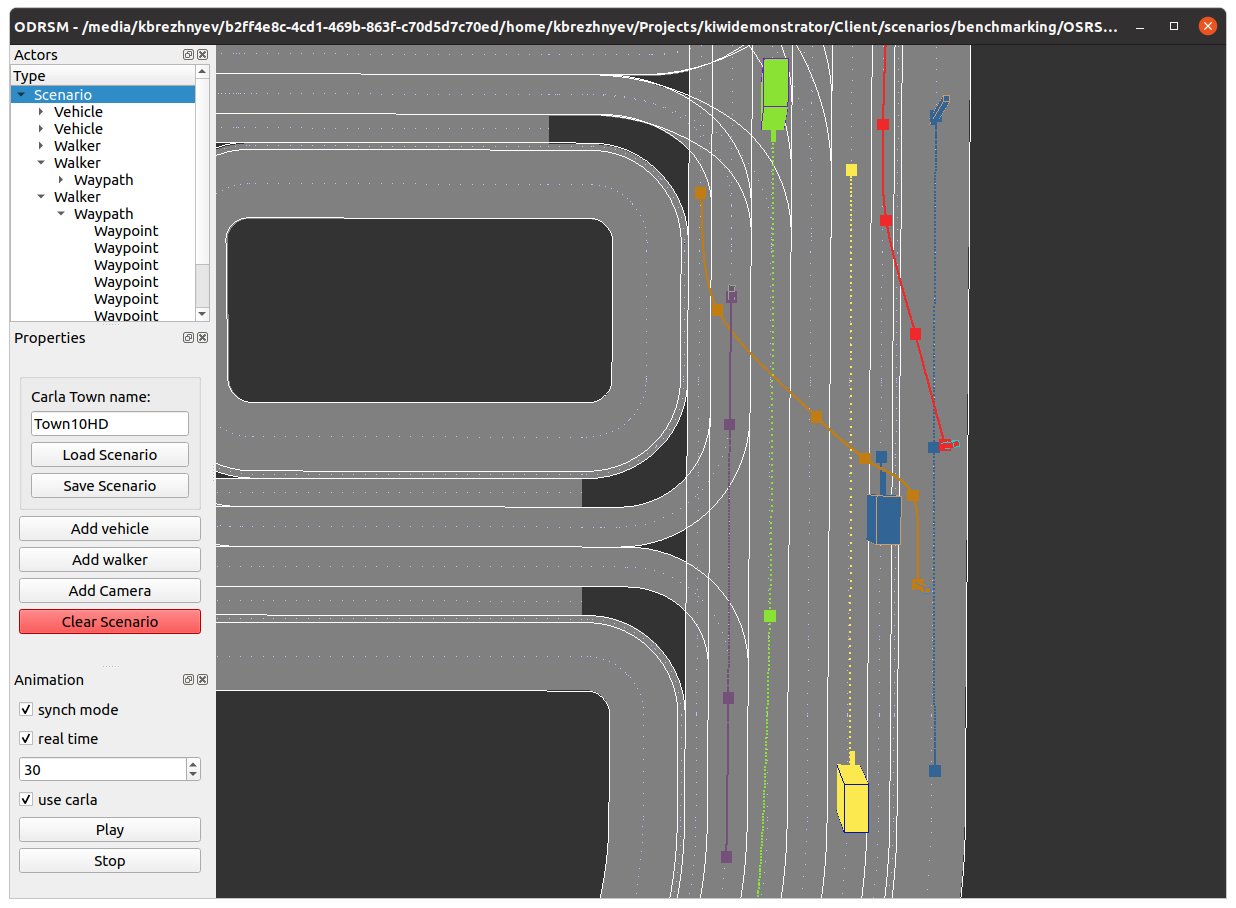 ODRSM - /media/kbrezhnyev/b2ff4e8c-4cd1-469b-863f-c70d5d7c70ed/home/kbrezhnyev/Projects/kiwidemonstrator/Client/scenarios/benchmarking/OSRS...
Actors
Type
Scenario
Vehicle
Vehicle
Walker
Walker
Waypath
Walker
Waypath
Waypoint
Waypoint
Waypoint
Waypoint
Waypoint
Waypoint
Properties
Carla Town name:
Town10HD
Load Scenario
Save Scenario
Add vehicle
Add walker
Add Camera
Clear Scenario
Animation
synch mode
real time
30
use carla
Play
Stop